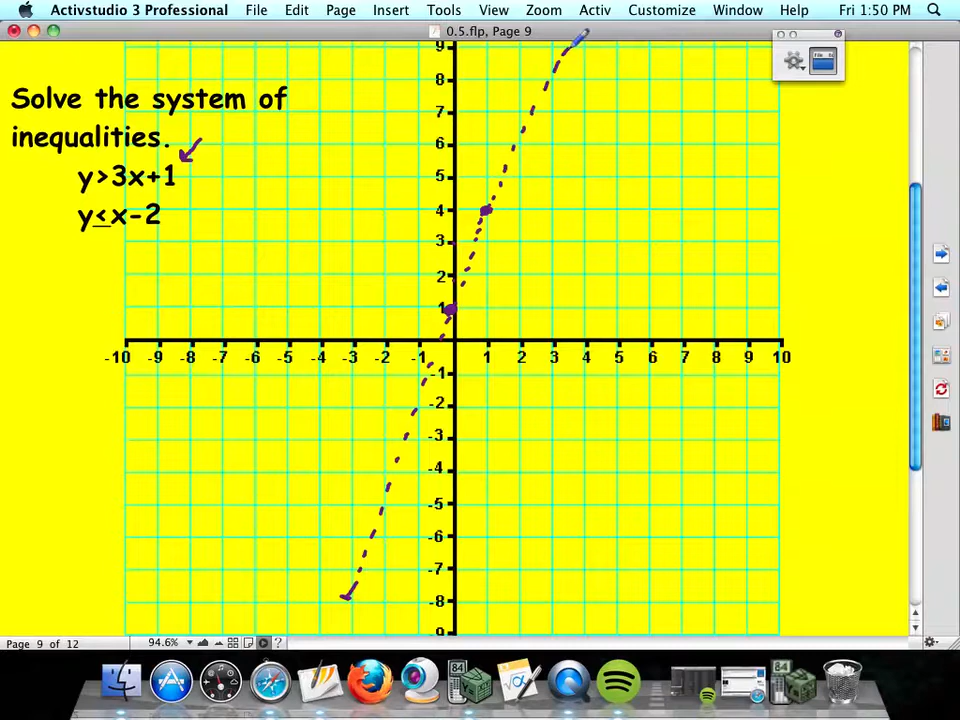 Activstudio 3 Professional File Edit Page Insert Tools View Zoom Activ Customize Window Help Fri 1:50 PM
0.5.flp, Page 9
Solve the system of
inequalities.
y>3x+1
y≤x-2
9
8
7
6
5
4
3
2
1
-10 -9 -8 -7 -6 -5 -4 -3 -2 -1 1 2 3 4 5 6 7 8 9 10
-1
-2
-3
-4
-5
-6
-7
-8
-9
Page 9 of 12 94.6% ?
84 84